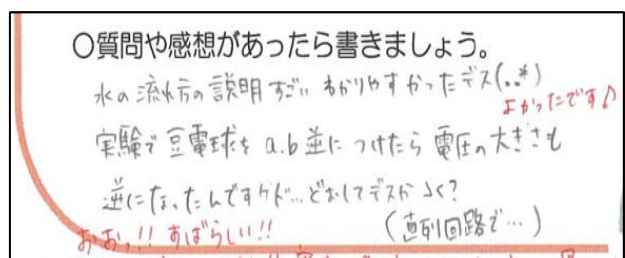 ○質問や感想があったら書きましょう。
水の流れ方の説明すごいわかりやすかったデス(..*)
よかったです♪
実験で豆電球を a.b 逆につけたら電圧の大きさも
逆になったんですケド…どおしてデスか
(直列回路で…)
おおっ!! すばらしい!!